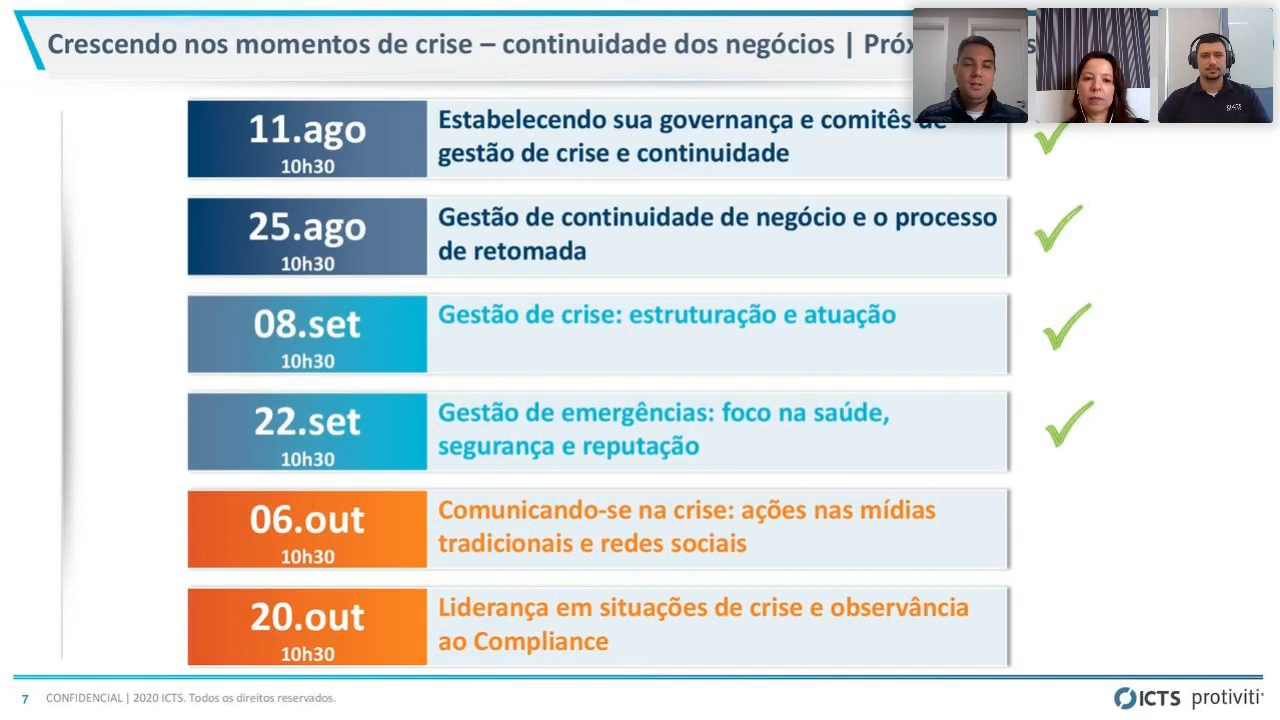 Crescendo nos momentos de crise – continuidade dos negócios |
11.ago
10h30
Estabelecendo sua governança e comitês de
gestão de crise e continuidade
25.ago
10h30
Gestão de continuidade de negócio e o processo
de retomada
08.set
10h30
Gestão de crise: estruturação e atuação
22.set
10h30
Gestão de emergências: foco na saúde,
segurança e reputação
06.out
10h30
Comunicando-se na crise: ações nas mídias
tradicionais e redes sociais
20.out
10h30
Liderança em situações de crise e observância
ao Compliance
7 CONFIDENCIAL | 2020 ICTS. Todos os direitos reservados.
ICTS protiviti
ICTS